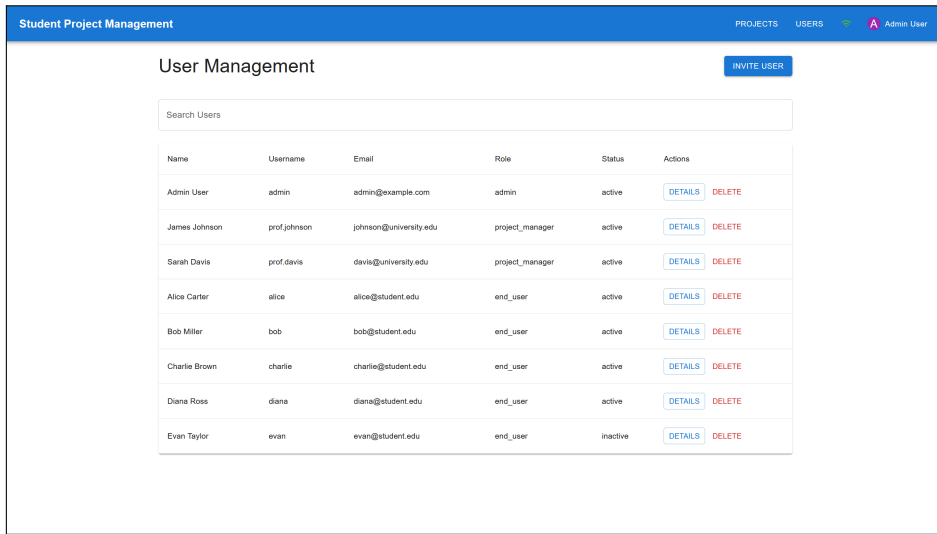 Student Project Management PROJECTS USERS A Admin User
User Management INVITE USER
Search Users
Name Username Email Role Status Actions
Admin User admin admin@example.com admin active DETAILS DELETE
James Johnson prof.johnson johnson@university.edu project_manager active DETAILS DELETE
Sarah Davis prof.davis davis@university.edu project_manager active DETAILS DELETE
Alice Carter alice alice@student.edu end_user active DETAILS DELETE
Bob Miller bob bob@student.edu end_user active DETAILS DELETE
Charlie Brown charlie charlie@student.edu end_user active DETAILS DELETE
Diana Ross diana diana@student.edu end_user active DETAILS DELETE
Evan Taylor evan evan@student.edu end_user inactive DETAILS DELETE